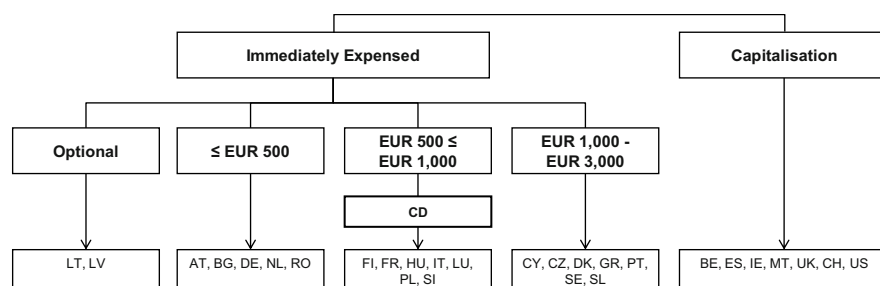 Immediately Expensed
Capitalisation
Optional
≤ EUR 500
EUR 500 ≤
EUR 1,000
EUR 1,000 -
EUR 3,000
CD
LT, LV
AT, BG, DE, NL, RO
FI, FR, HU, IT, LU,
PL, SI
CY, CZ, DK, GR, PT,
SE, SL
BE, ES, IE, MT, UK, CH, US